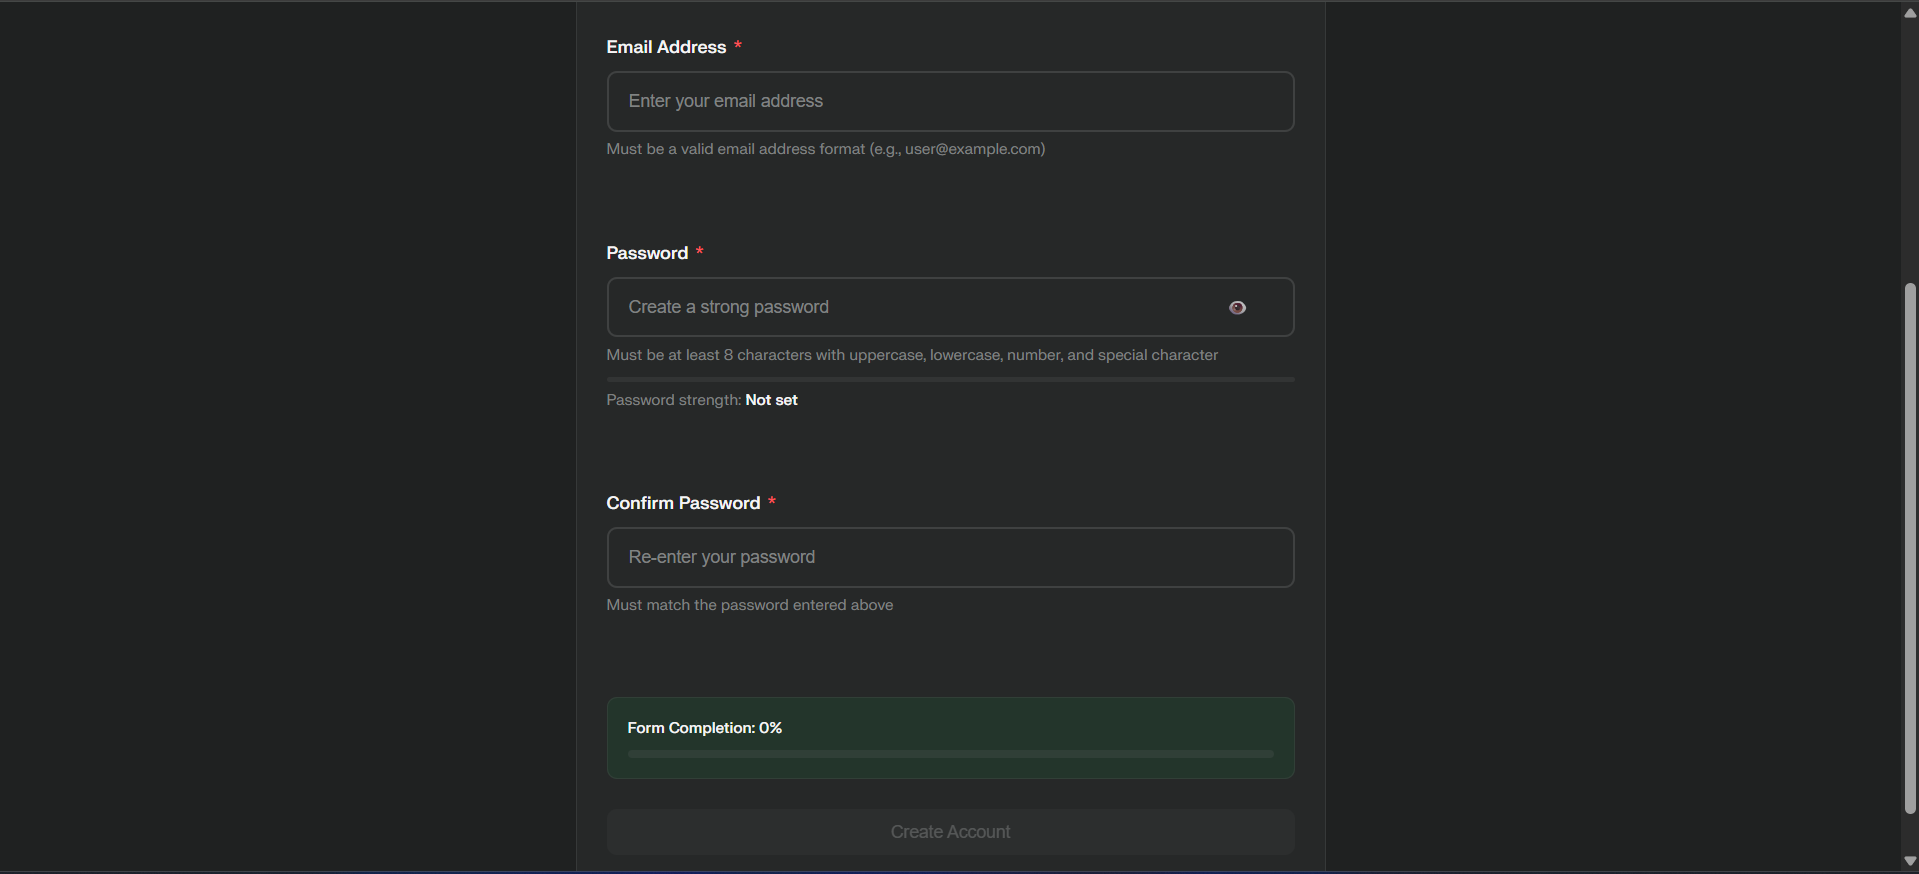 Email Address *
Enter your email address
Must be a valid email address format (e.g., user@example.com)
Password *
Create a strong password
Must be at least 8 characters with uppercase, lowercase, number, and special character
Password strength: Not set
Confirm Password *
Re-enter your password
Must match the password entered above
Form Completion: 0%
Create Account